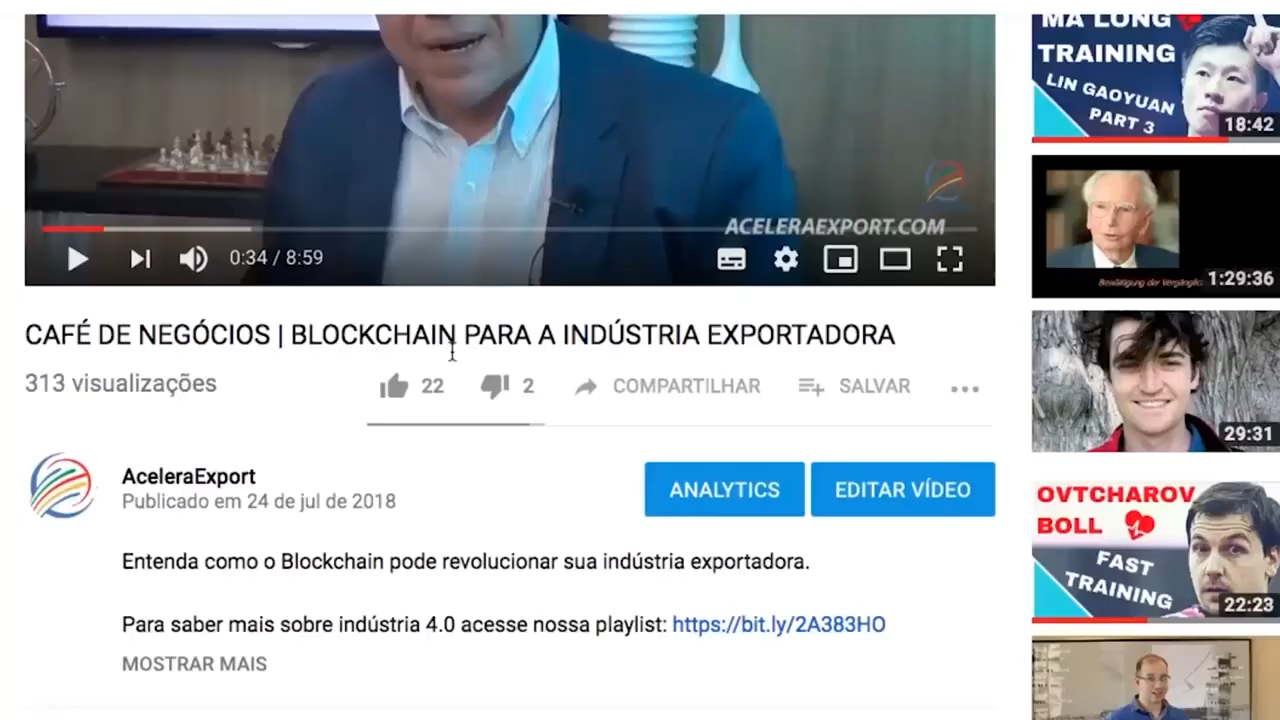 ACELERAEXPORT.COM
0:34 / 8:59
CAFÉ DE NEGÓCIOS | BLOCKCHAIN PARA A INDÚSTRIA EXPORTADORA
313 visualizações
22
2
COMPARTILHAR
SALVAR
AceleraExport
Publicado em 24 de jul de 2018
ANALYTICS
EDITAR VÍDEO
Entenda como o Blockchain pode revolucionar sua indústria exportadora.
Para saber mais sobre indústria 4.0 acesse nossa playlist: https://bit.ly/2A383HO
MOSTRAR MAIS
MA LONG
TRAINING
LIN GAOYUAN
PART 3
18:42
Bewältigung der
1:29:36
29:31
OVTCHAROV
BOLL
FAST
TRAINING
22:23